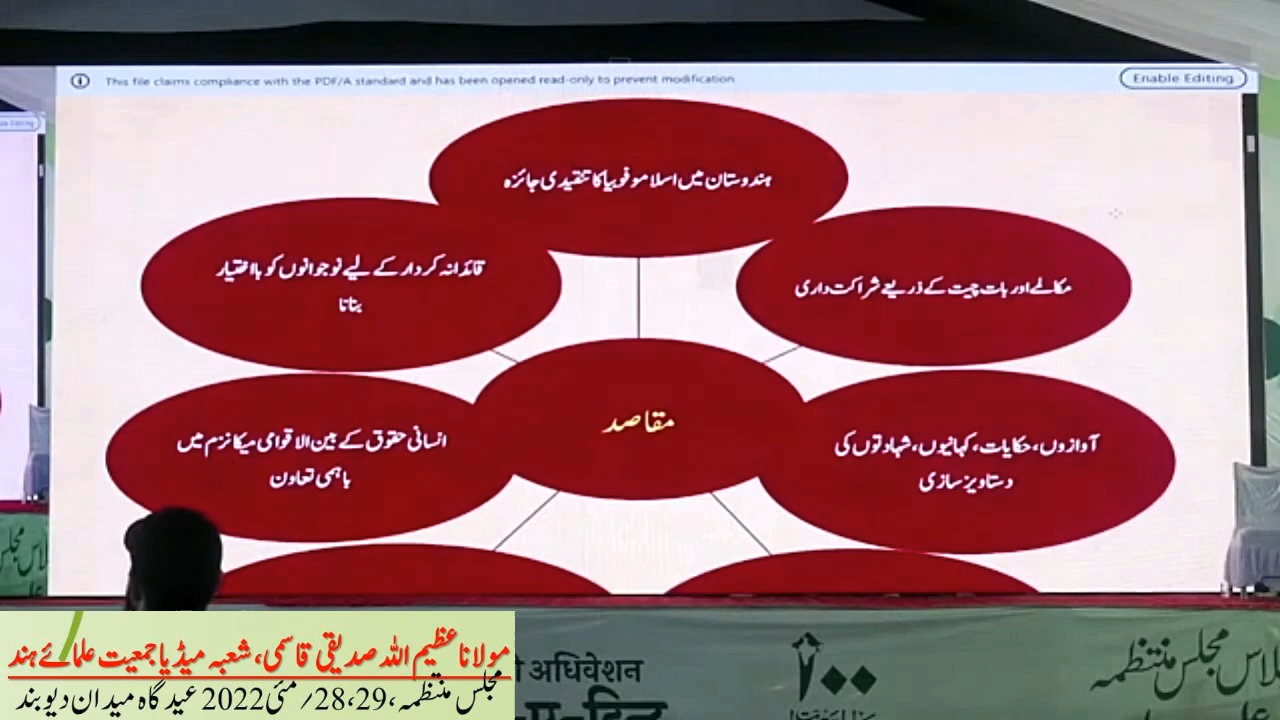 This file claims compliance with the PDF/A standard and has been opened read-only to prevent modification.
Enable Editing
ہندوستان میں اسلاموفوبیا کا تنقیدی جائزہ
قائدانہ کردار کے لیے نوجوانوں کو بااختیار
بنانا
مکالمے اور بات چیت کے ذریعے شراکت داری
مقاصد
انسانی حقوق کے بین الاقوامی میکانزم میں
باہمی تعاون
آوازوں، حکایات، کہانیوں، شہادتوں کی
دستاویز سازی
مولانا عظیم اللہ صدیقی قاسمی، شعبہ میڈیا جمعیت علمائے ہند
مجلس منتظمہ، 28،29/ مئی 2022 عید گاہ میدان دیوبند
अधिवेशन
مجلس منتظمہ